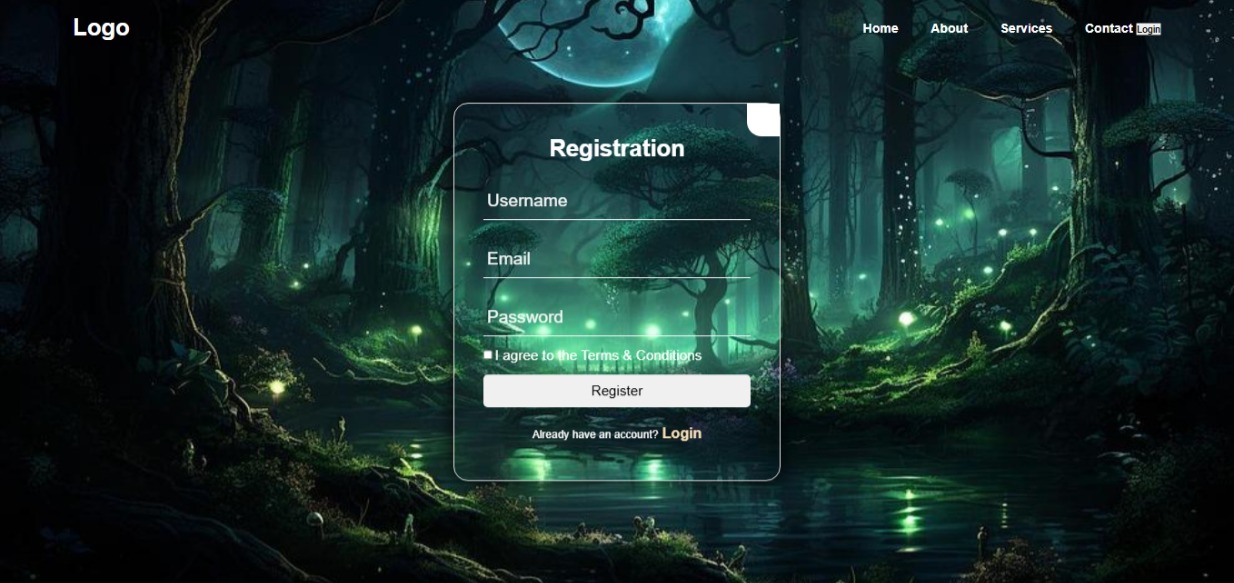 Logo
Home About Services Contact Login
Registration
Username
Email
Password
I agree to the Terms & Conditions
Register
Already have an account? Login